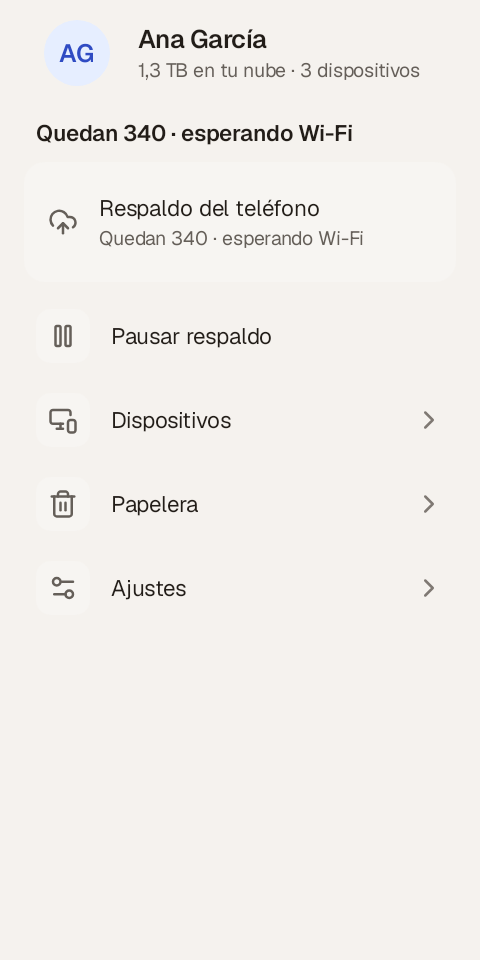 AG
Ana García
1,3 TB en tu nube · 3 dispositivos
Quedan 340 · esperando Wi-Fi
Respaldo del teléfono
Quedan 340 · esperando Wi-Fi
Pausar respaldo
Dispositivos
Papelera
Ajustes